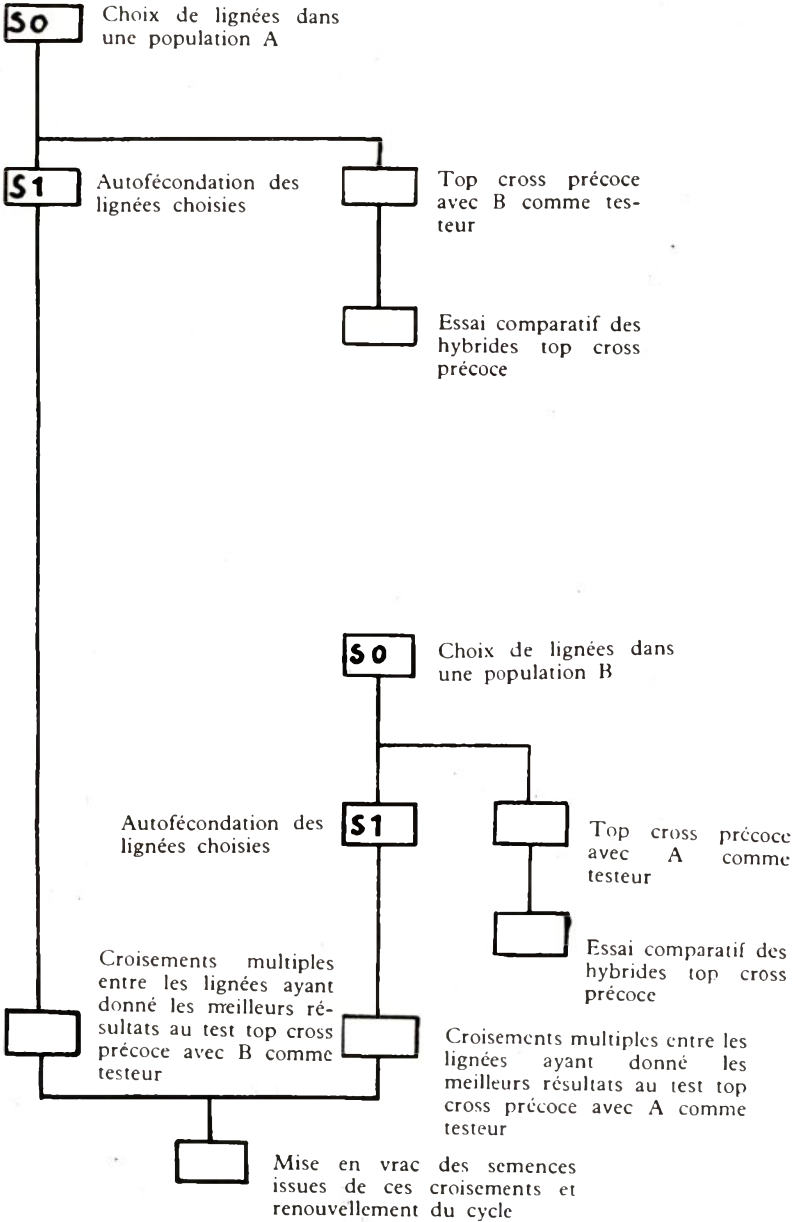 S0
Choix de lignées dans
une population A
S1
Autofécondation des
lignées choisies
Top cross précoce
avec B comme tes-
teur
Essai comparatif des
hybrides top cross
précoce
S0
Choix de lignées dans
une population B
Autofécondation des
lignées choisies
S1
Top cross précoce
avec A comme
testeur
Essai comparatif des
hybrides top cross
précoce
Croisements multiples
entre les lignées ayant
donné les meilleurs ré-
sultats au test top cross
précoce avec B comme
testeur
Croisements multiples entre les
lignées ayant donné les
meilleurs résultats au test top
cross précoce avec A comme
testeur
Mise en vrac des semences
issues de ces croisements et
renouvellement du cycle